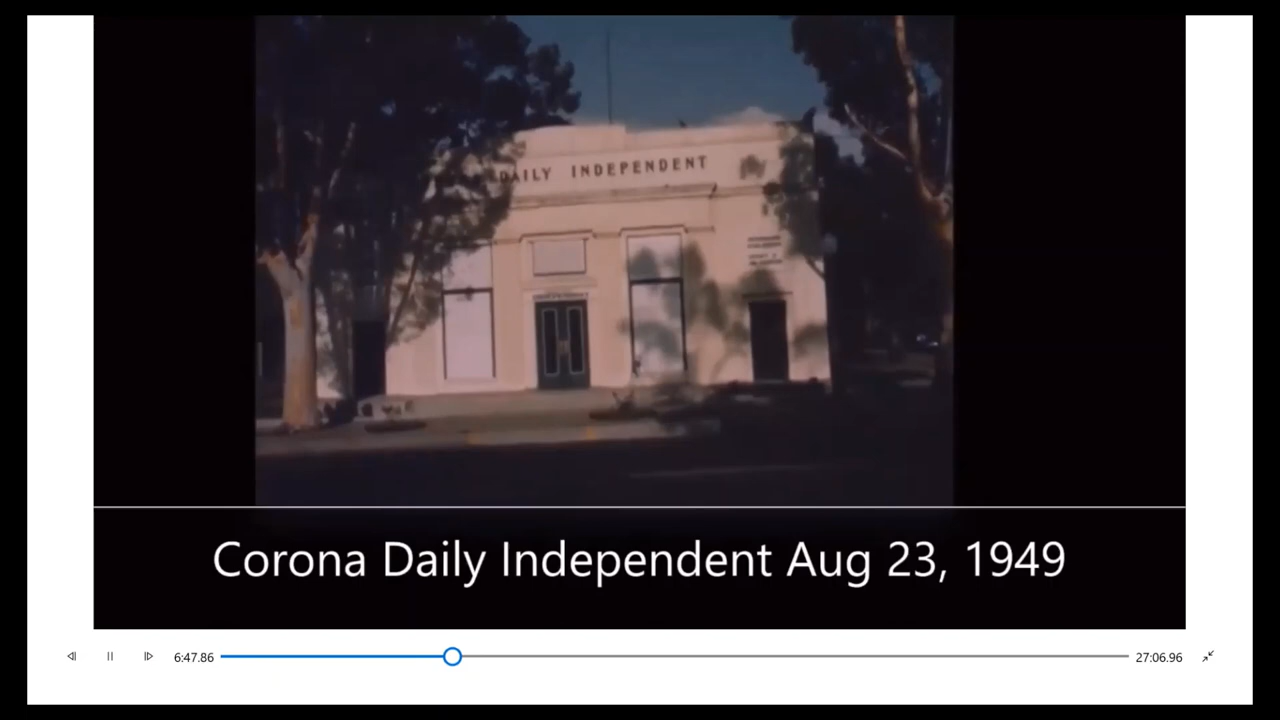 DAILY INDEPENDENT
Corona Daily Independent Aug 23, 1949
6:47.86
27:06.96